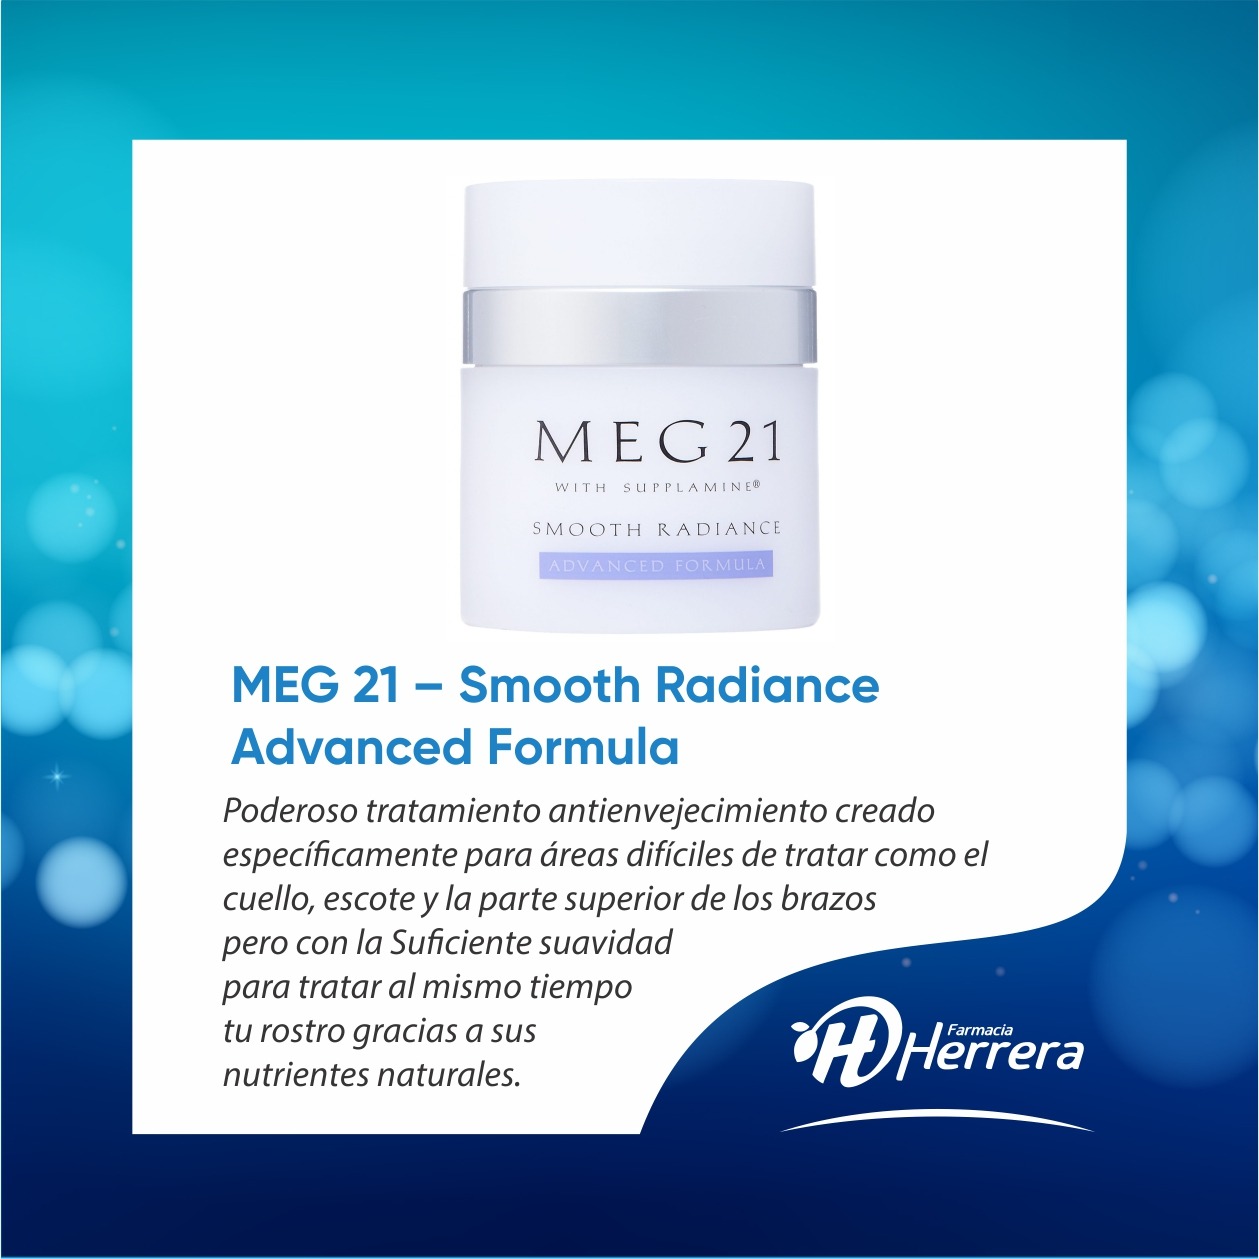 MEG 21
WITH SUPPLAMINE®
SMOOTH RADIANCE
ADVANCED FORMULA
MEG 21 – Smooth Radiance
Advanced Formula
Poderoso tratamiento antienvejecimiento creado
específicamente para áreas difíciles de tratar como el
cuello, escote y la parte superior de los brazos
pero con la Suficiente suavidad
para tratar al mismo tiempo
tu rostro gracias a sus
nutrientes naturales.
Farmacia
Herrera